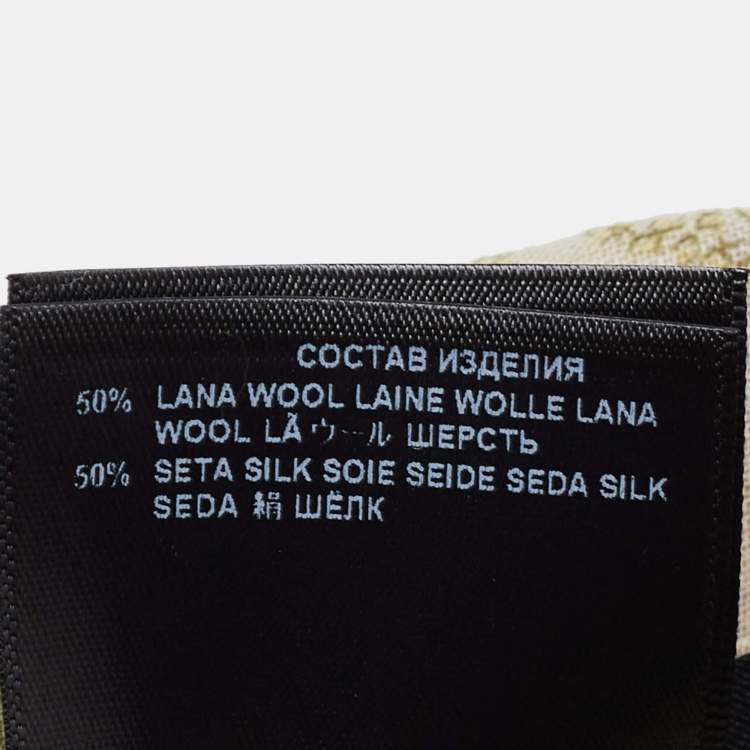 СОСТАВ ИЗДЕЛИЯ
50% LANA WOOL LAINE WOLLE LANA
WOOL LÃ ウール ШЕРСТЬ
50% SETA SILK SOIE SEIDE SEDA SILK
SEDA 絹 ШЁЛК